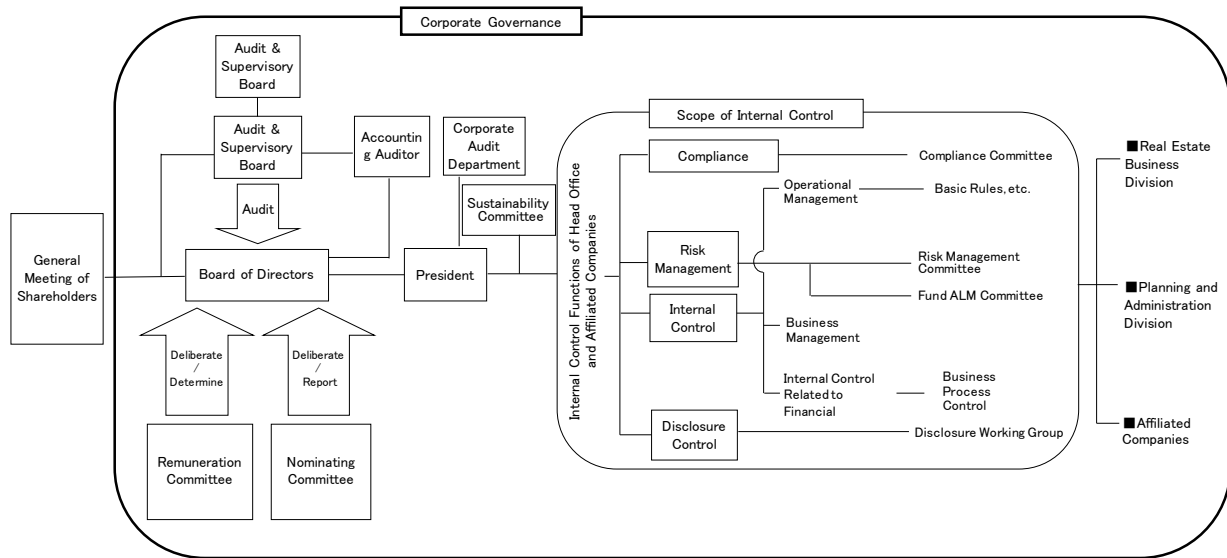 Corporate Governance
Audit &
Supervisory
Board
Audit &
Supervisory
Board
Accountin
g Auditor
Corporate
Audit
Department
Sustainability
Committee
Audit
General
Meeting of
Shareholders
Board of Directors
President
Deliberate
/
Determine
Deliberate
/
Report
Remuneration
Committee
Nominating
Committee
Internal Control Functions of Head Office
and Affiliated Companies
Scope of Internal Control
Compliance
Compliance Committee
Operational
Management
Basic Rules, etc.
Risk
Management
Risk Management
Committee
Fund ALM Committee
Internal
Control
Business
Management
Internal Control
Related to
Financial
Business
Process
Control
Disclosure
Control
Disclosure Working Group
■Real Estate
Business
Division
■Planning and
Administration
Division
■Affiliated
Companies